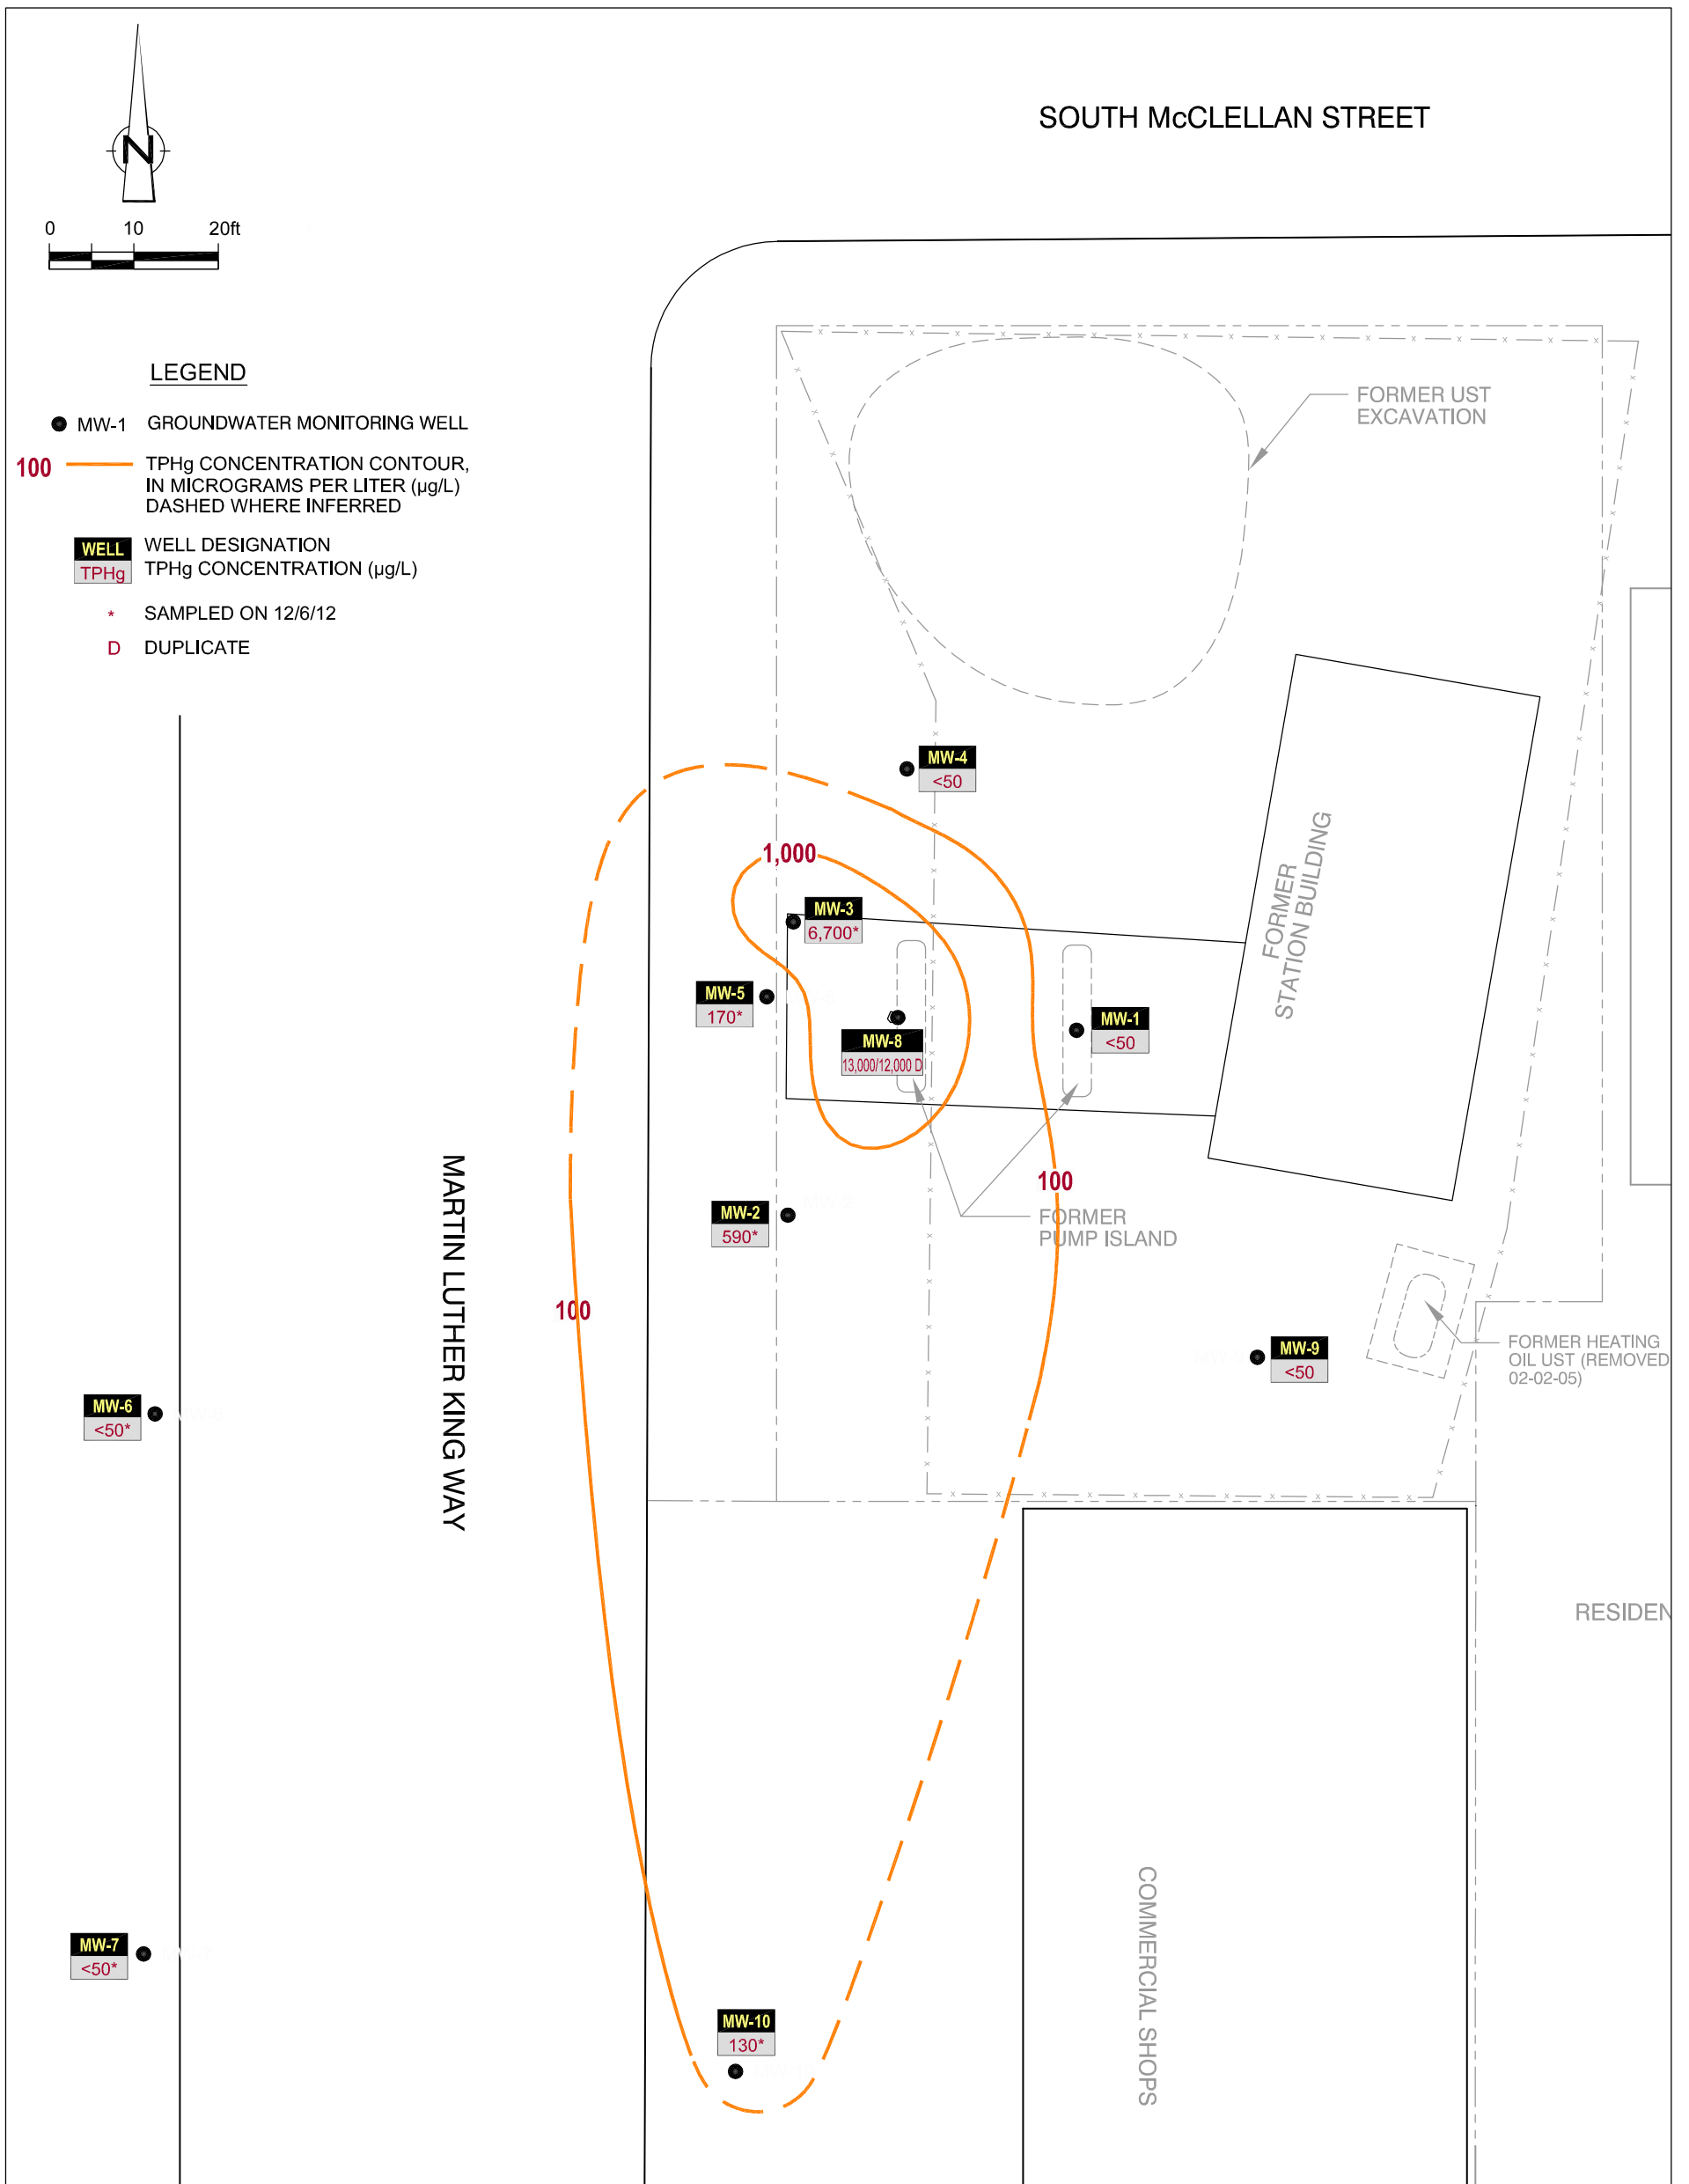 SOUTH McCLELLAN STREET
N
0 10 20ft
LEGEND
MW-1 GROUNDWATER MONITORING WELL
100 TPHg CONCENTRATION CONTOUR,
IN MICROGRAMS PER LITER (µg/L)
DASHED WHERE INFERRED
WELL WELL DESIGNATION
TPHg TPHg CONCENTRATION (µg/L)
* SAMPLED ON 12/6/12
D DUPLICATE
FORMER UST
EXCAVATION
MW-4
<50
1,000
MW-3
6,700*
FORMER
STATION BUILDING
MW-5
170*
MW-8
13,000/12,000 D
MW-1
<50
100
MW-2
590*
FORMER
PUMP ISLAND
100
MARTIN LUTHER KING WAY
MW-9
<50
FORMER HEATING
OIL UST (REMOVED
02-02-05)
MW-6
<50*
RESIDEN
MW-7
<50*
MW-10
130*
COMMERCIAL SHOPS